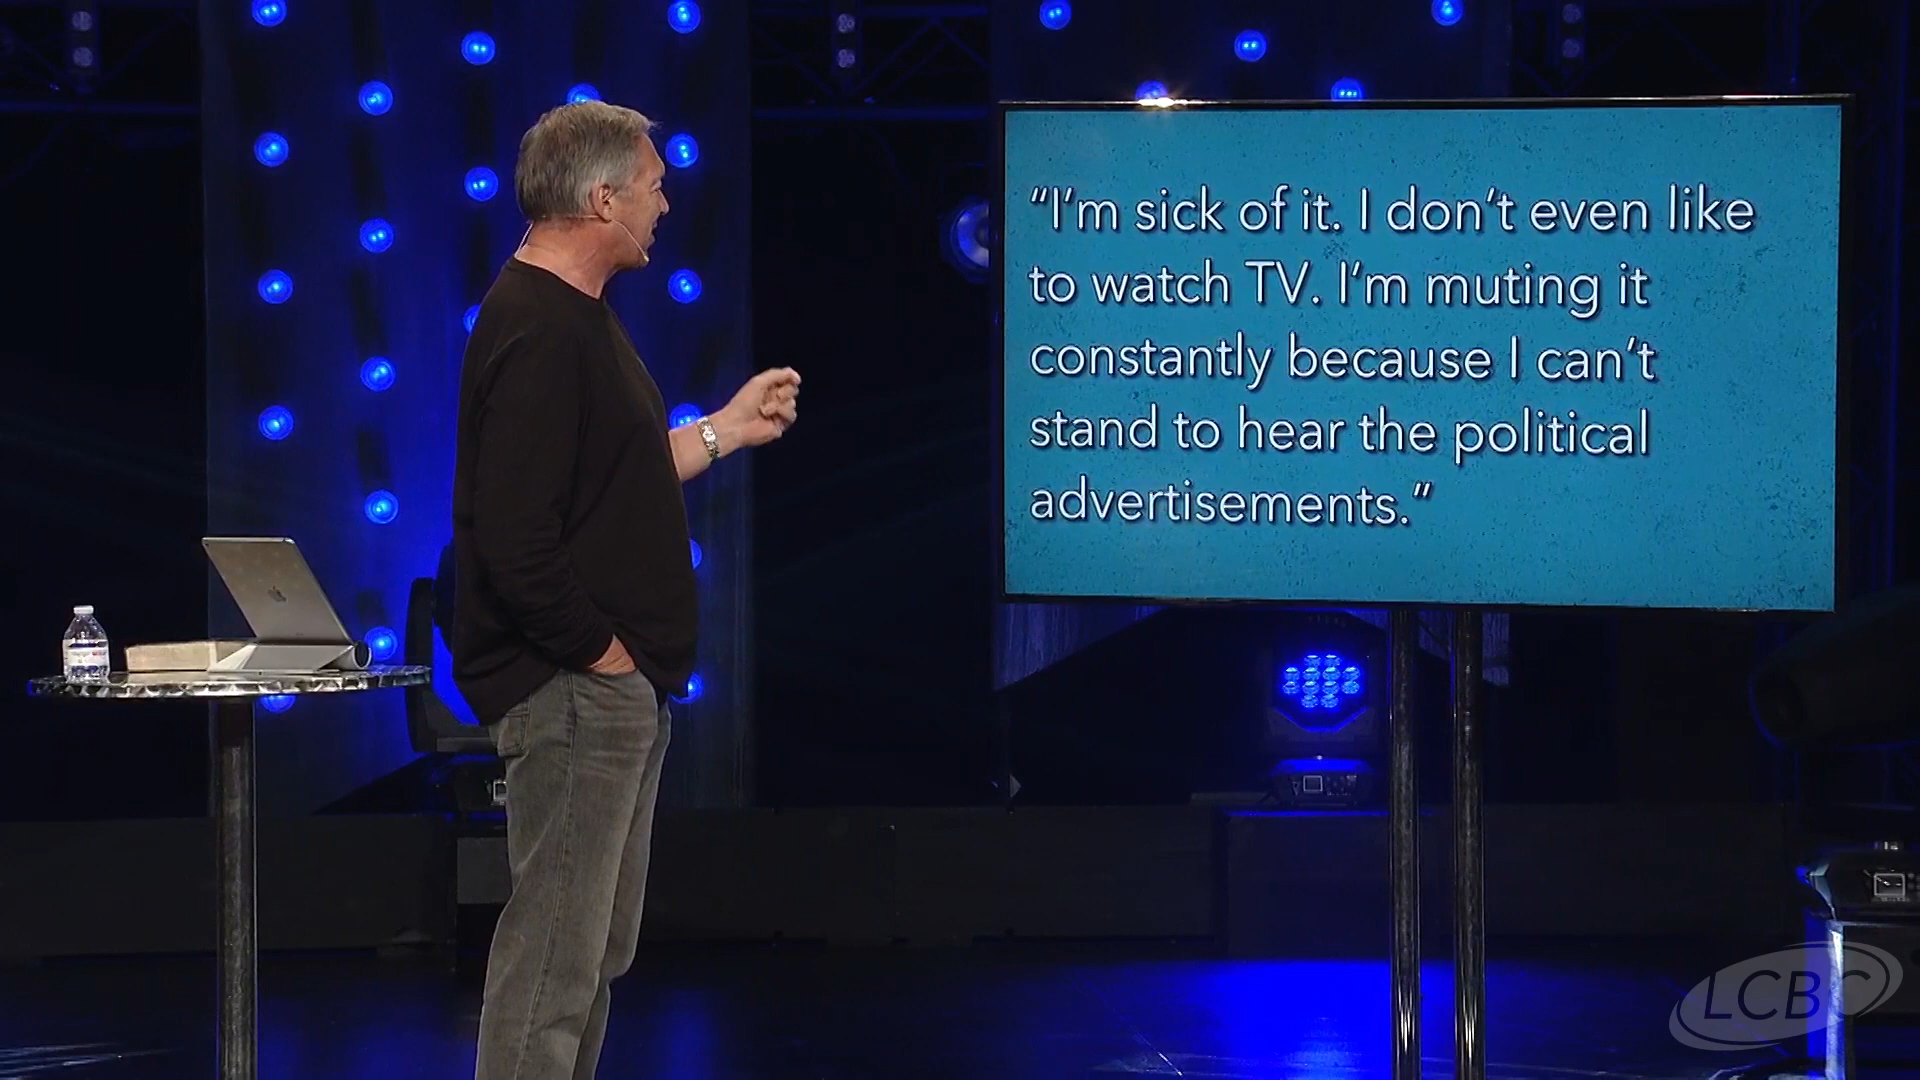 “I’m sick of it. I don’t even like
to watch TV. I’m muting it
constantly because I can’t
stand to hear the political
advertisements.”
LCBC